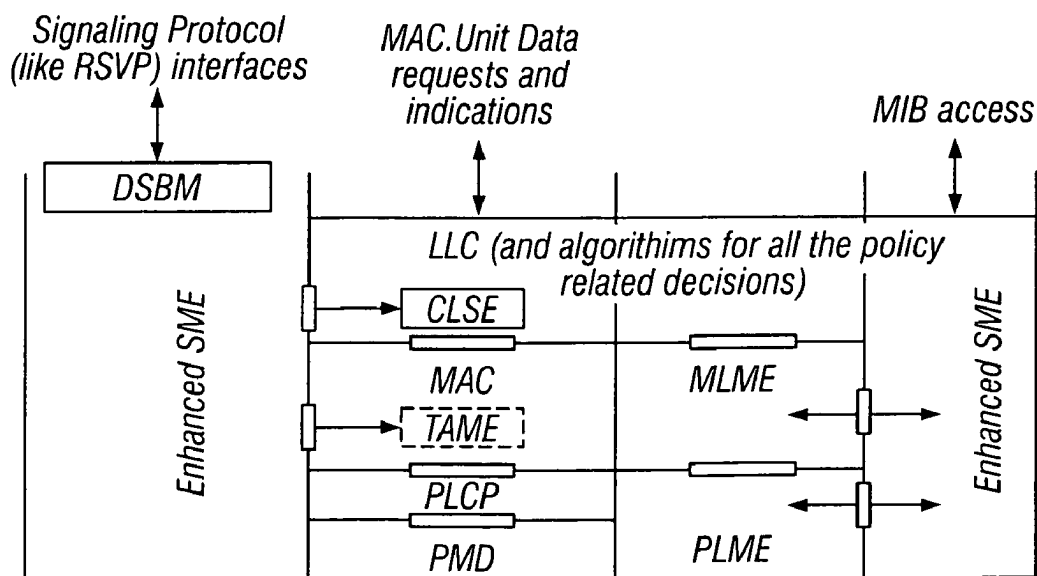 Signaling Protocol
(like RSVP) interfaces
MAC.Unit Data
requests and
indications
MIB access
DSBM
LLC (and algorithims for all the policy
related decisions)
Enhanced SME
CLSE
MAC
MLME
TAME
PLCP
PMD
PLME
Enhanced SME